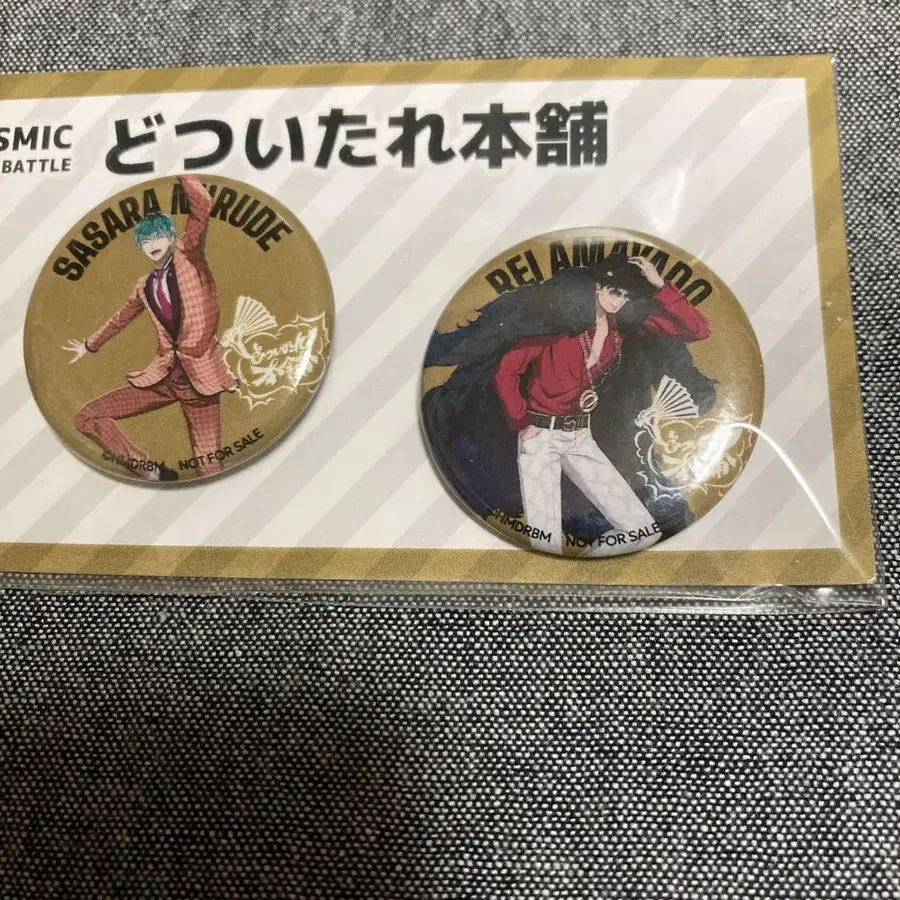 SMIC
BATTLE
どついたれ本舗
SASARA NURUDE
©HMDRBM NOT FOR SALE
REI AMAYADO
©HMDRBM NOT FOR SALE